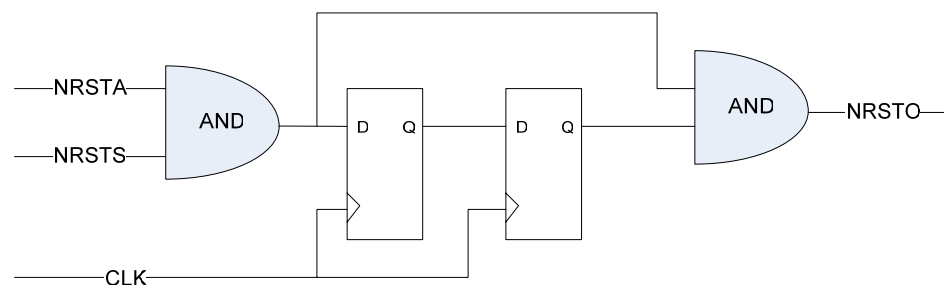 NRSTA
NRSTS
AND
D Q
D Q
AND
NRSTO
CLK